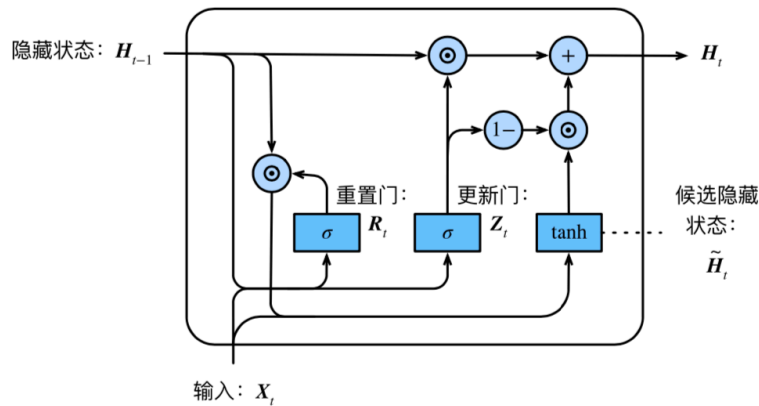 隐藏状态：H_{t−1}
⊙
+
H_t
1−
⊙
⊙
重置门：
R_t
σ
更新门：
Z_t
σ
tanh
候选隐藏
状态：
H̃_t
输入：X_t